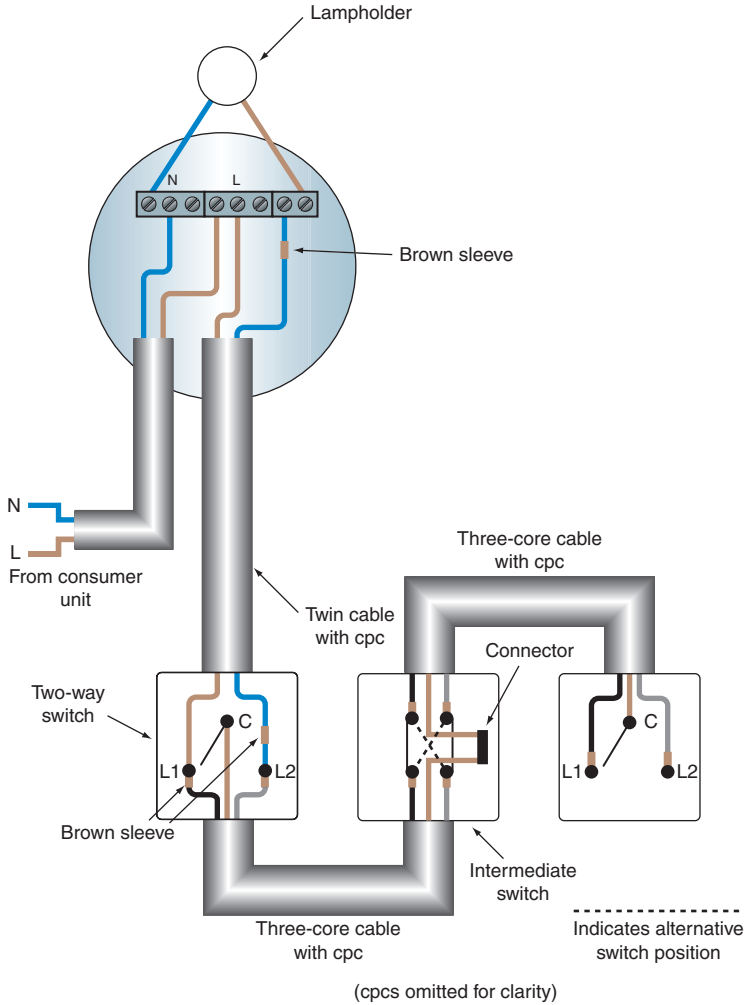 Lampholder
N
L
Brown sleeve
N
L
From consumer
unit
Twin cable
with cpc
Three-core cable
with cpc
Connector
Two-way
switch
C
L1
L2
Brown sleeve
C
L1
L2
Intermediate
switch
Three-core cable
with cpc
Indicates alternative
switch position
(cpcs omitted for clarity)